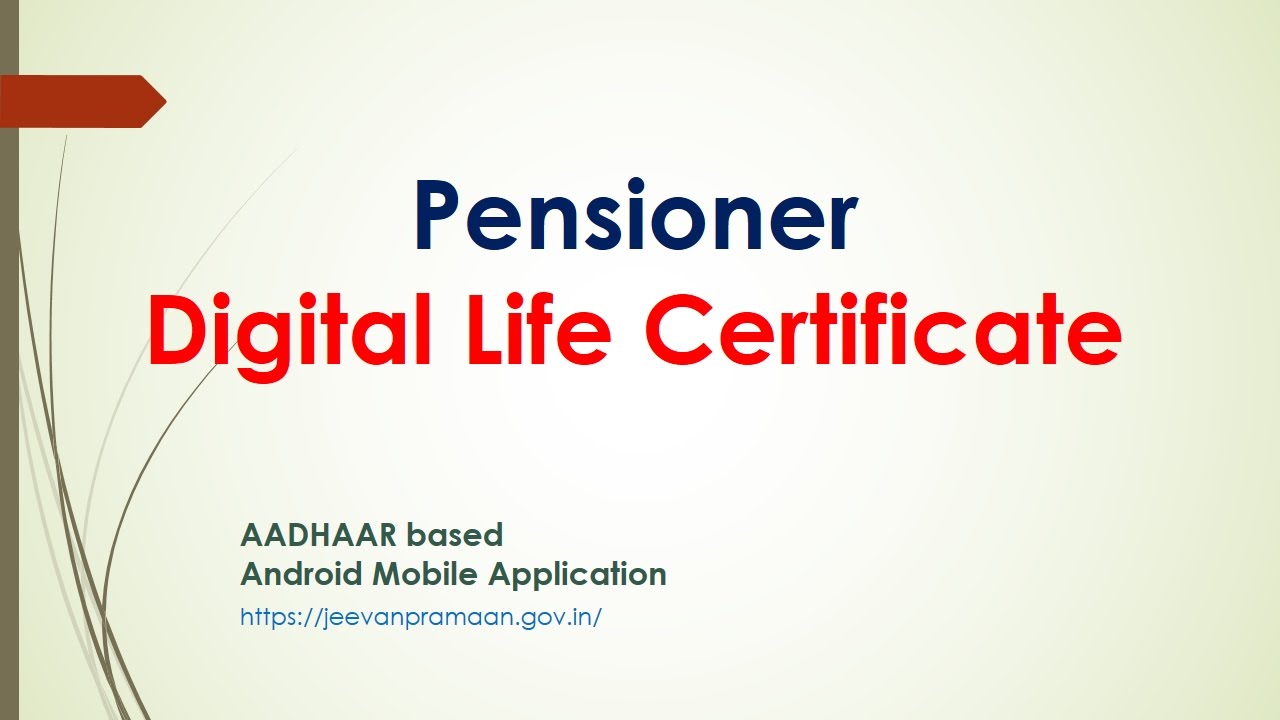 Pensioner
Digital Life Certificate
AADHAAR based
Android Mobile Application
https://jeevanpramaan.gov.in/